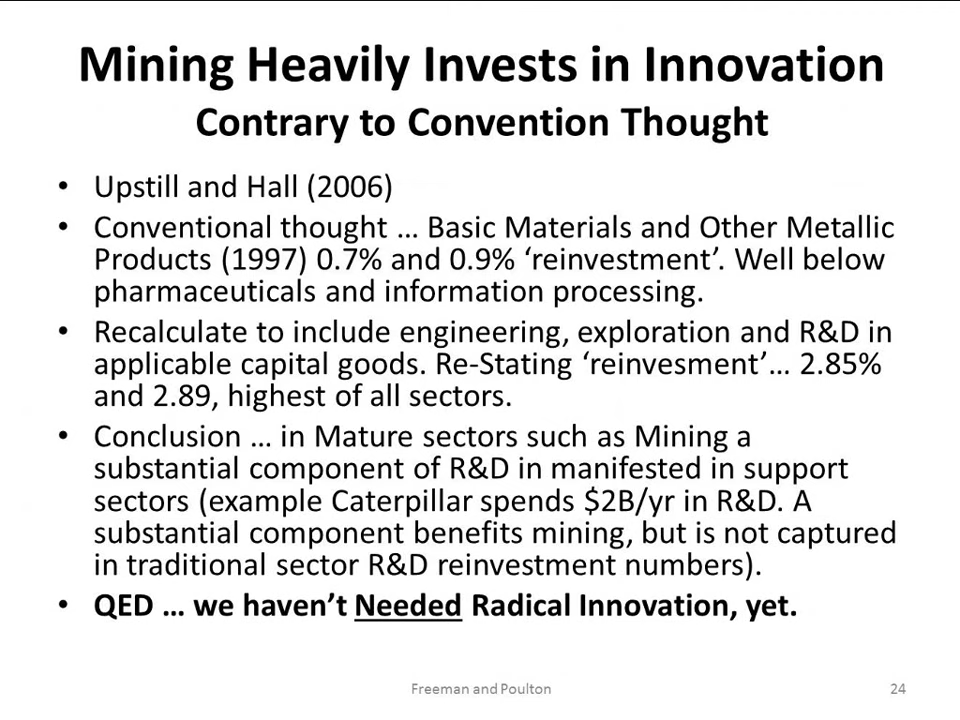 Mining Heavily Invests in Innovation
Contrary to Convention Thought
• Upstill and Hall (2006)
• Conventional thought … Basic Materials and Other Metallic
Products (1997) 0.7% and 0.9% ‘reinvestment’. Well below
pharmaceuticals and information processing.
• Recalculate to include engineering, exploration and R&D in
applicable capital goods. Re-Stating ‘reinvesment’… 2.85%
and 2.89, highest of all sectors.
• Conclusion … in Mature sectors such as Mining a
substantial component of R&D in manifested in support
sectors (example Caterpillar spends $2B/yr in R&D. A
substantial component benefits mining, but is not captured
in traditional sector R&D reinvestment numbers).
• QED … we haven’t Needed Radical Innovation, yet.
Freeman and Poulton
24